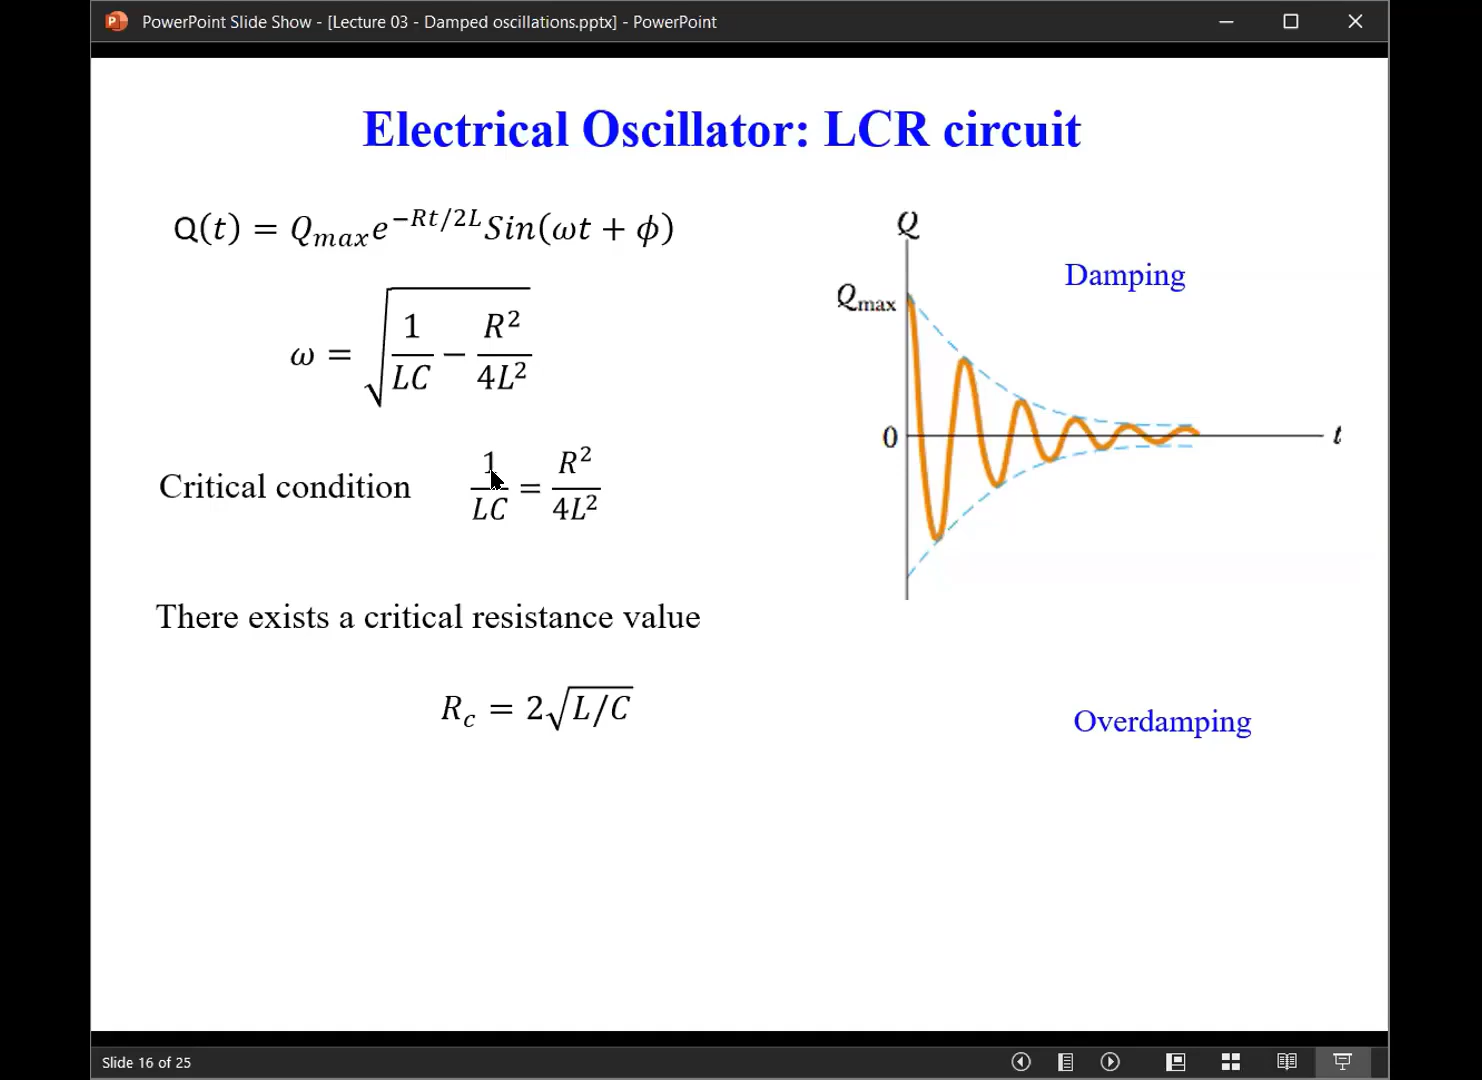 PowerPoint Slide Show - [Lecture 03 - Damped oscillations.pptx] - PowerPoint
Electrical Oscillator: LCR circuit
Q(t) = Q_max e^{-Rt/2L} Sin(ωt + ϕ)
ω = √(1/LC − R²/4L²)
Critical condition 1/LC = R²/4L²
There exists a critical resistance value
R_c = 2√(L/C)
Q
Damping
Q_max
0
t
Overdamping
Slide 16 of 25